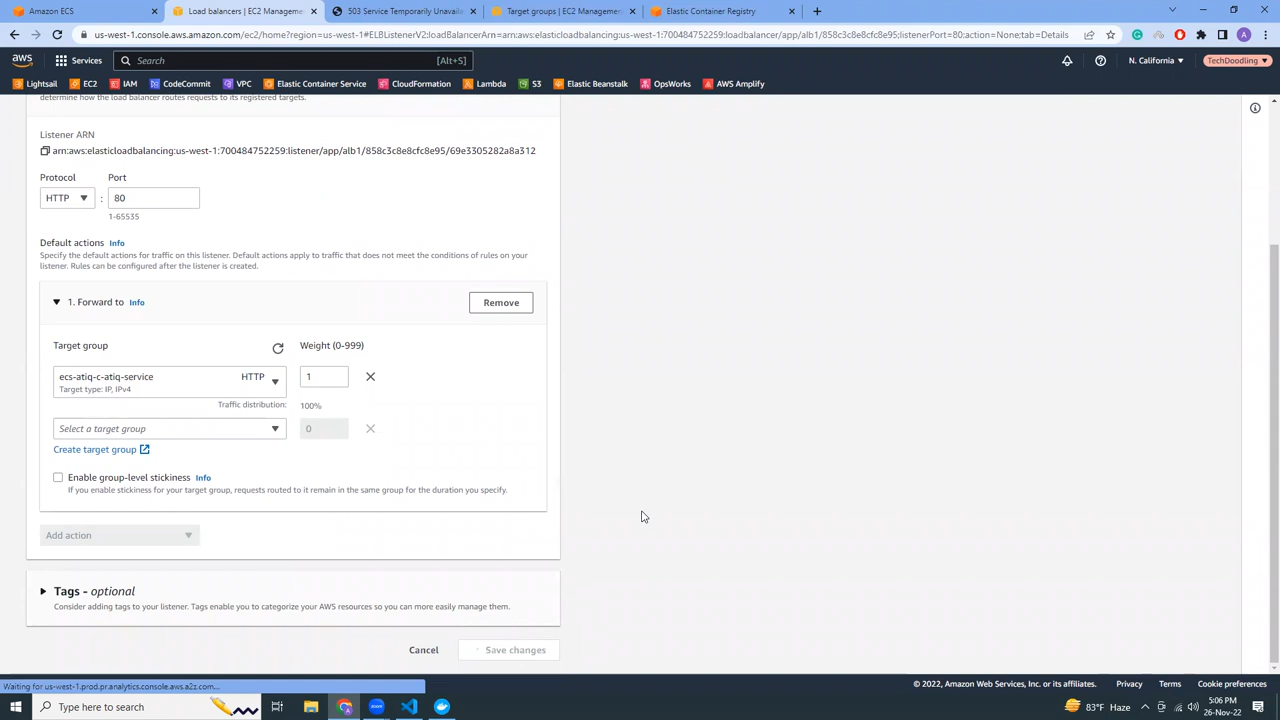 Amazon ECS
Load balancers | EC2 Managemen
503 Service Temporarily Unavaila
Target groups | EC2 Managemen
Elastic Container Registry
us-west-1.console.aws.amazon.com/ec2/home?region=us-west-1#ELBListenerV2:loadBalancerArn=arn:aws:elasticloadbalancing:us-west-1:700484752259:loadbalancer/app/alb1/858c3c8e8cfc8e95;listenerPort=80;action=None;tab=Details
aws Services Search [Alt+S] N. California TechDoodling
Lightsail EC2 IAM CodeCommit VPC Elastic Container Service CloudFormation Lambda S3 Elastic Beanstalk OpsWorks AWS Amplify
determine how the load balancer routes requests to its registered targets.
Listener ARN
arn:aws:elasticloadbalancing:us-west-1:700484752259:listener/app/alb1/858c3c8e8cfc8e95/69e3305282a8a312
Protocol Port
HTTP : 80
1-65535
Default actions Info
Specify the default actions for traffic on this listener. Default actions apply to traffic that does not meet the conditions of rules on your
listener. Rules can be configured after the listener is created.
1. Forward to Info Remove
Target group Weight (0-999)
ecs-atiq-c-atiq-service HTTP 1
Target type: IP, IPv4
Traffic distribution: 100%
Select a target group 0
Create target group
Enable group-level stickiness Info
If you enable stickiness for your target group, requests routed to it remain in the same group for the duration you specify.
Add action
Tags - optional
Consider adding tags to your listener. Tags enable you to categorize your AWS resources so you can more easily manage them.
Cancel Save changes
© 2022, Amazon Web Services, Inc. or its affiliates. Privacy Terms Cookie preferences
Waiting for us-west-1.prod.pr.analytics.console.aws.a2z.com...
Type here to search
83°F Haze
5:06 PM
26-Nov-22